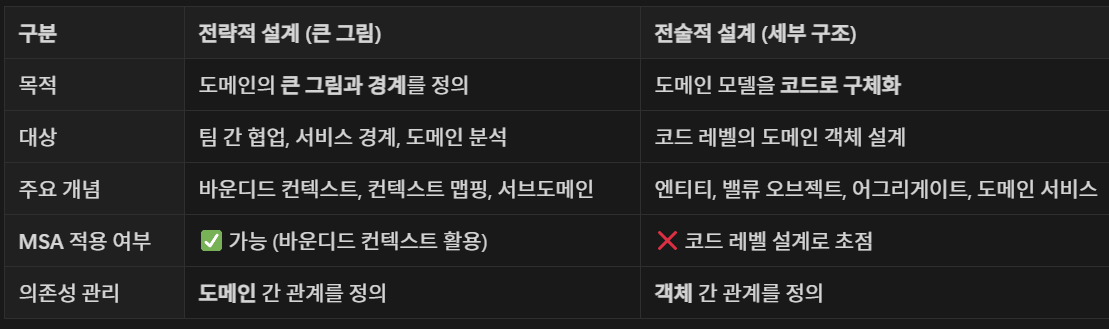 구분 전략적 설계 (큰 그림) 전술적 설계 (세부 구조)
목적 도메인의 큰 그림과 경계를 정의 도메인 모델을 코드로 구체화
대상 팀 간 협업, 서비스 경계, 도메인 분석 코드 레벨의 도메인 객체 설계
주요 개념 바운디드 컨텍스트, 컨텍스트 맵핑, 서브도메인 엔티티, 밸류 오브젝트, 어그리게이트, 도메인 서비스
MSA 적용 여부 ✅ 가능 (바운디드 컨텍스트 활용) ❌ 코드 레벨 설계로 초점
의존성 관리 도메인 간 관계를 정의 객체 간 관계를 정의